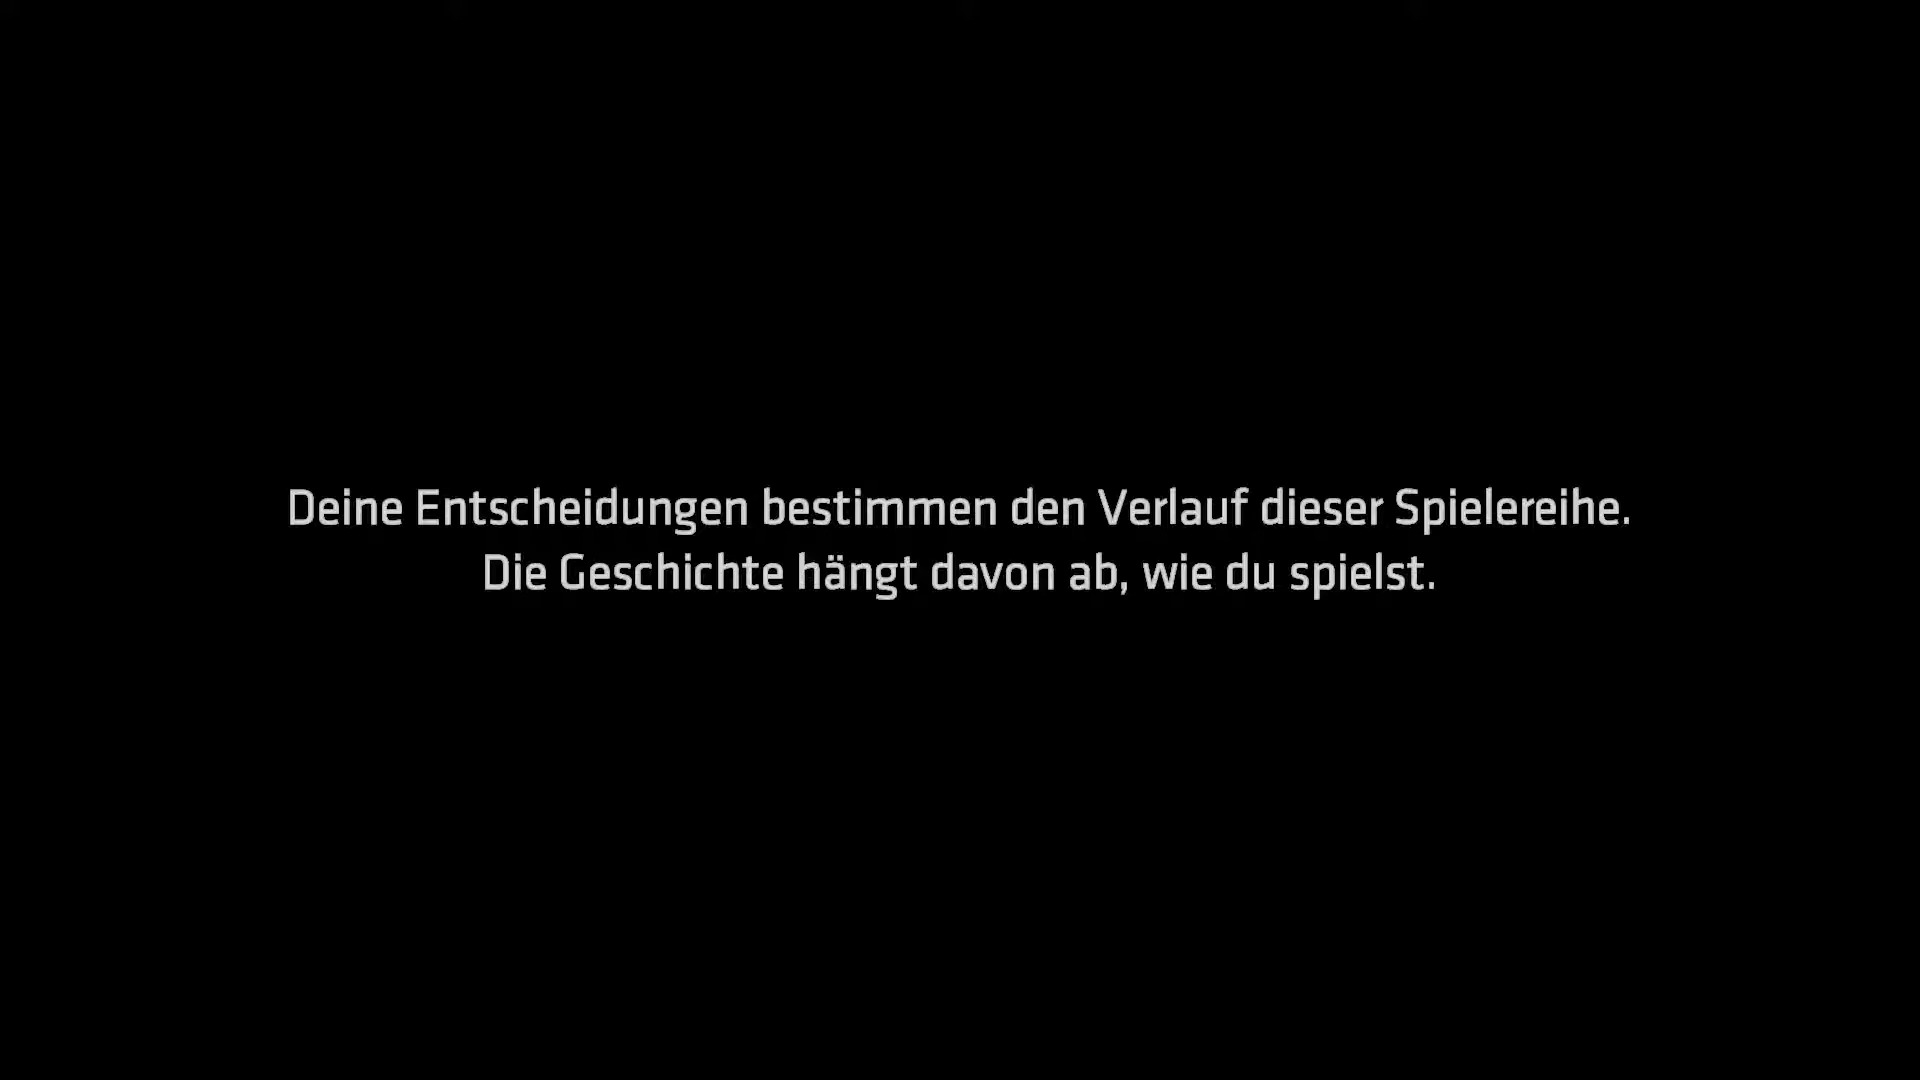 Deine Entscheidungen bestimmen den Verlauf dieser Spielereihe.
Die Geschichte hängt davon ab, wie du spielst.